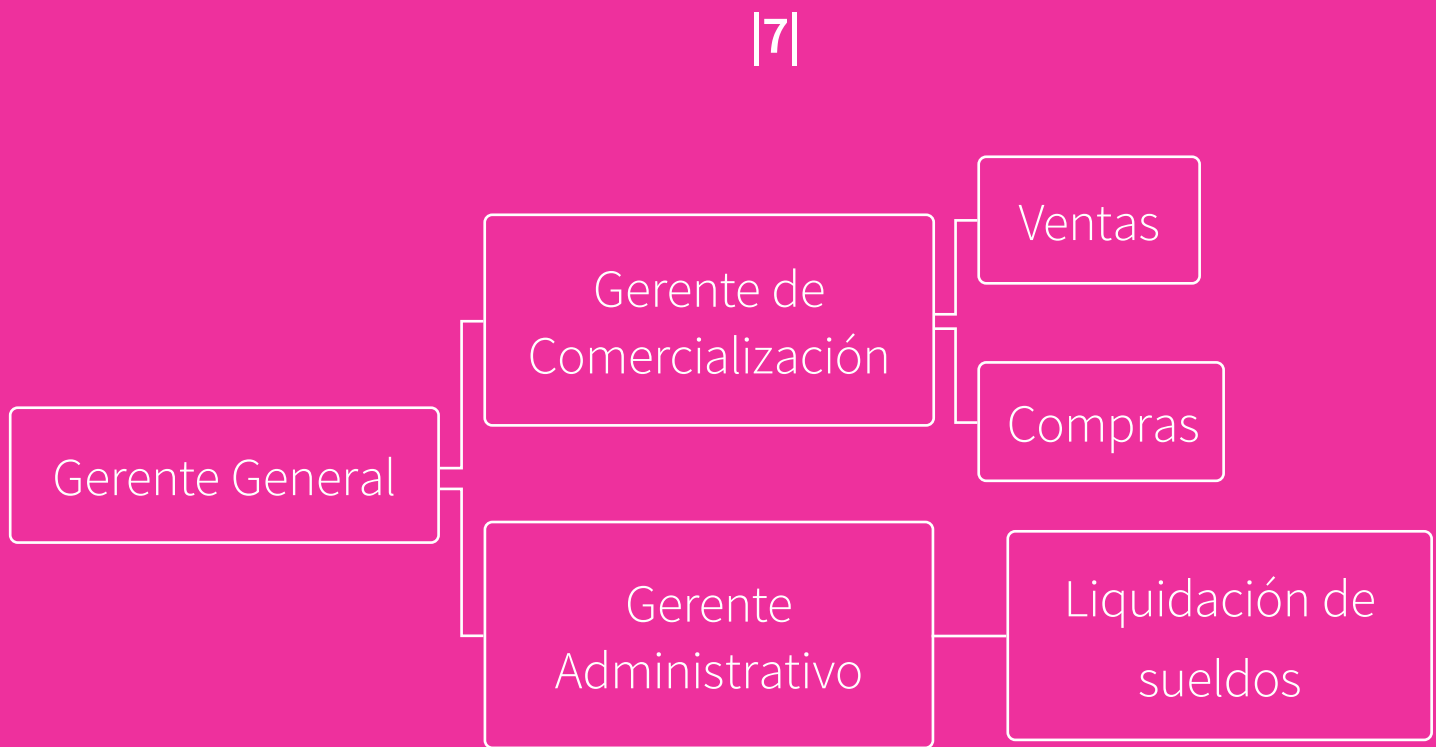 |7|
Ventas
Gerente de
Comercialización
Compras
Gerente General
Gerente
Administrativo
Liquidación de
sueldos